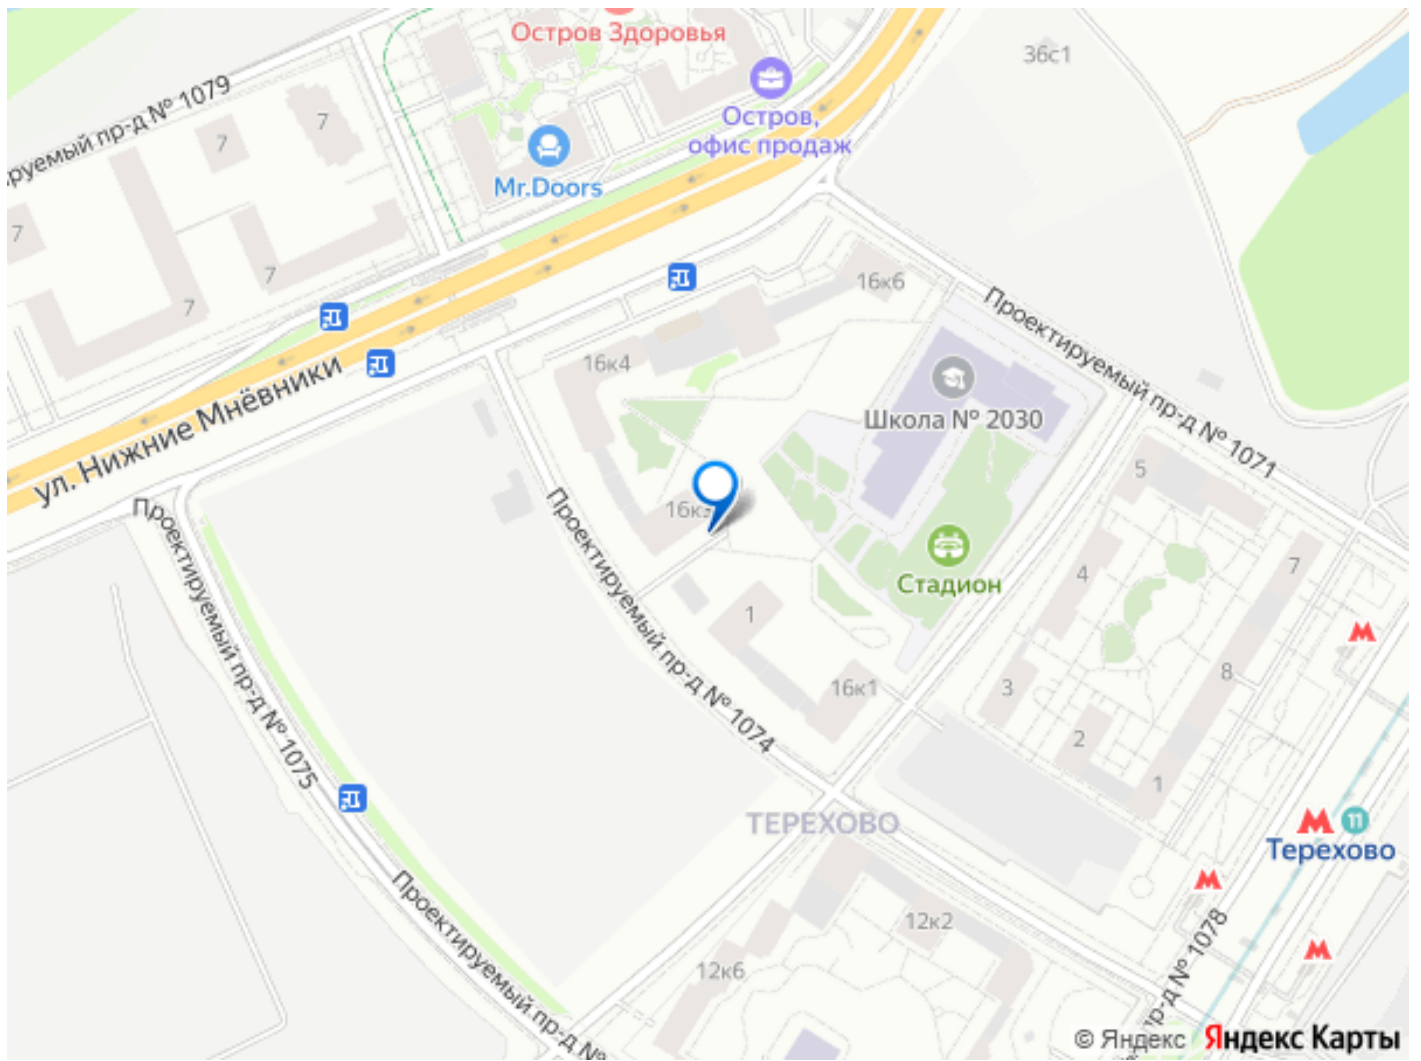 Остров Здоровья
36с1
Остров,
офис продаж
руемый пр-д № 1079
7
7
Mr.Doors
7
7
7
16к6
Проектируемый пр-д № 1071
16к4
ул. Нижние Мнёвники
Школа № 2030
5
Проектируемый пр-д № 1075
Проектируемый пр-д № 1074
Стадион
4
7
1
16к1
3
8
2
1
ТЕРЕХОВО
11
Терехово
Проектируемый пр-д №
12к2
12к6
пр-д № 1078
© Яндекс Яндекс Карты